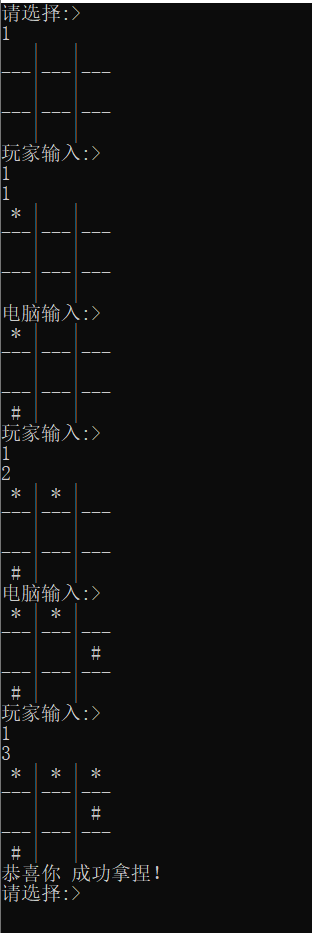 请选择:>
1
   |   |
---|---|---
   |   |
---|---|---
   |   |
玩家输入:>
1
1
 * |   |
---|---|---
   |   |
---|---|---
   |   |
电脑输入:>
 * |   |
---|---|---
   |   |
---|---|---
 # |   |
玩家输入:>
1
2
 * | * |
---|---|---
   |   |
---|---|---
 # |   |
电脑输入:>
 * | * |
---|---|---
   |   | #
---|---|---
 # |   |
玩家输入:>
1
3
 * | * | *
---|---|---
   |   | #
---|---|---
 # |   |
恭喜你 成功拿捏!
请选择:>